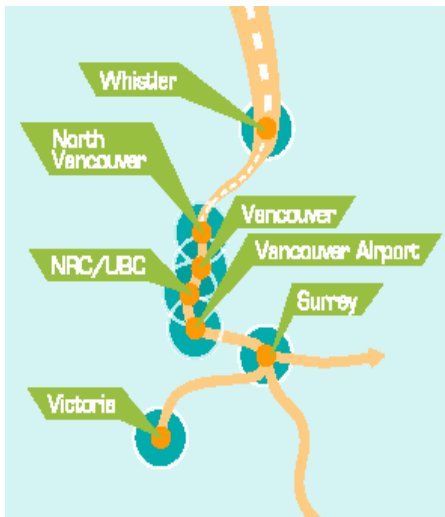 Whistler
North
Vancouver
Vancouver
Vancouver Airport
NRC/UBC
Surrey
Victoria